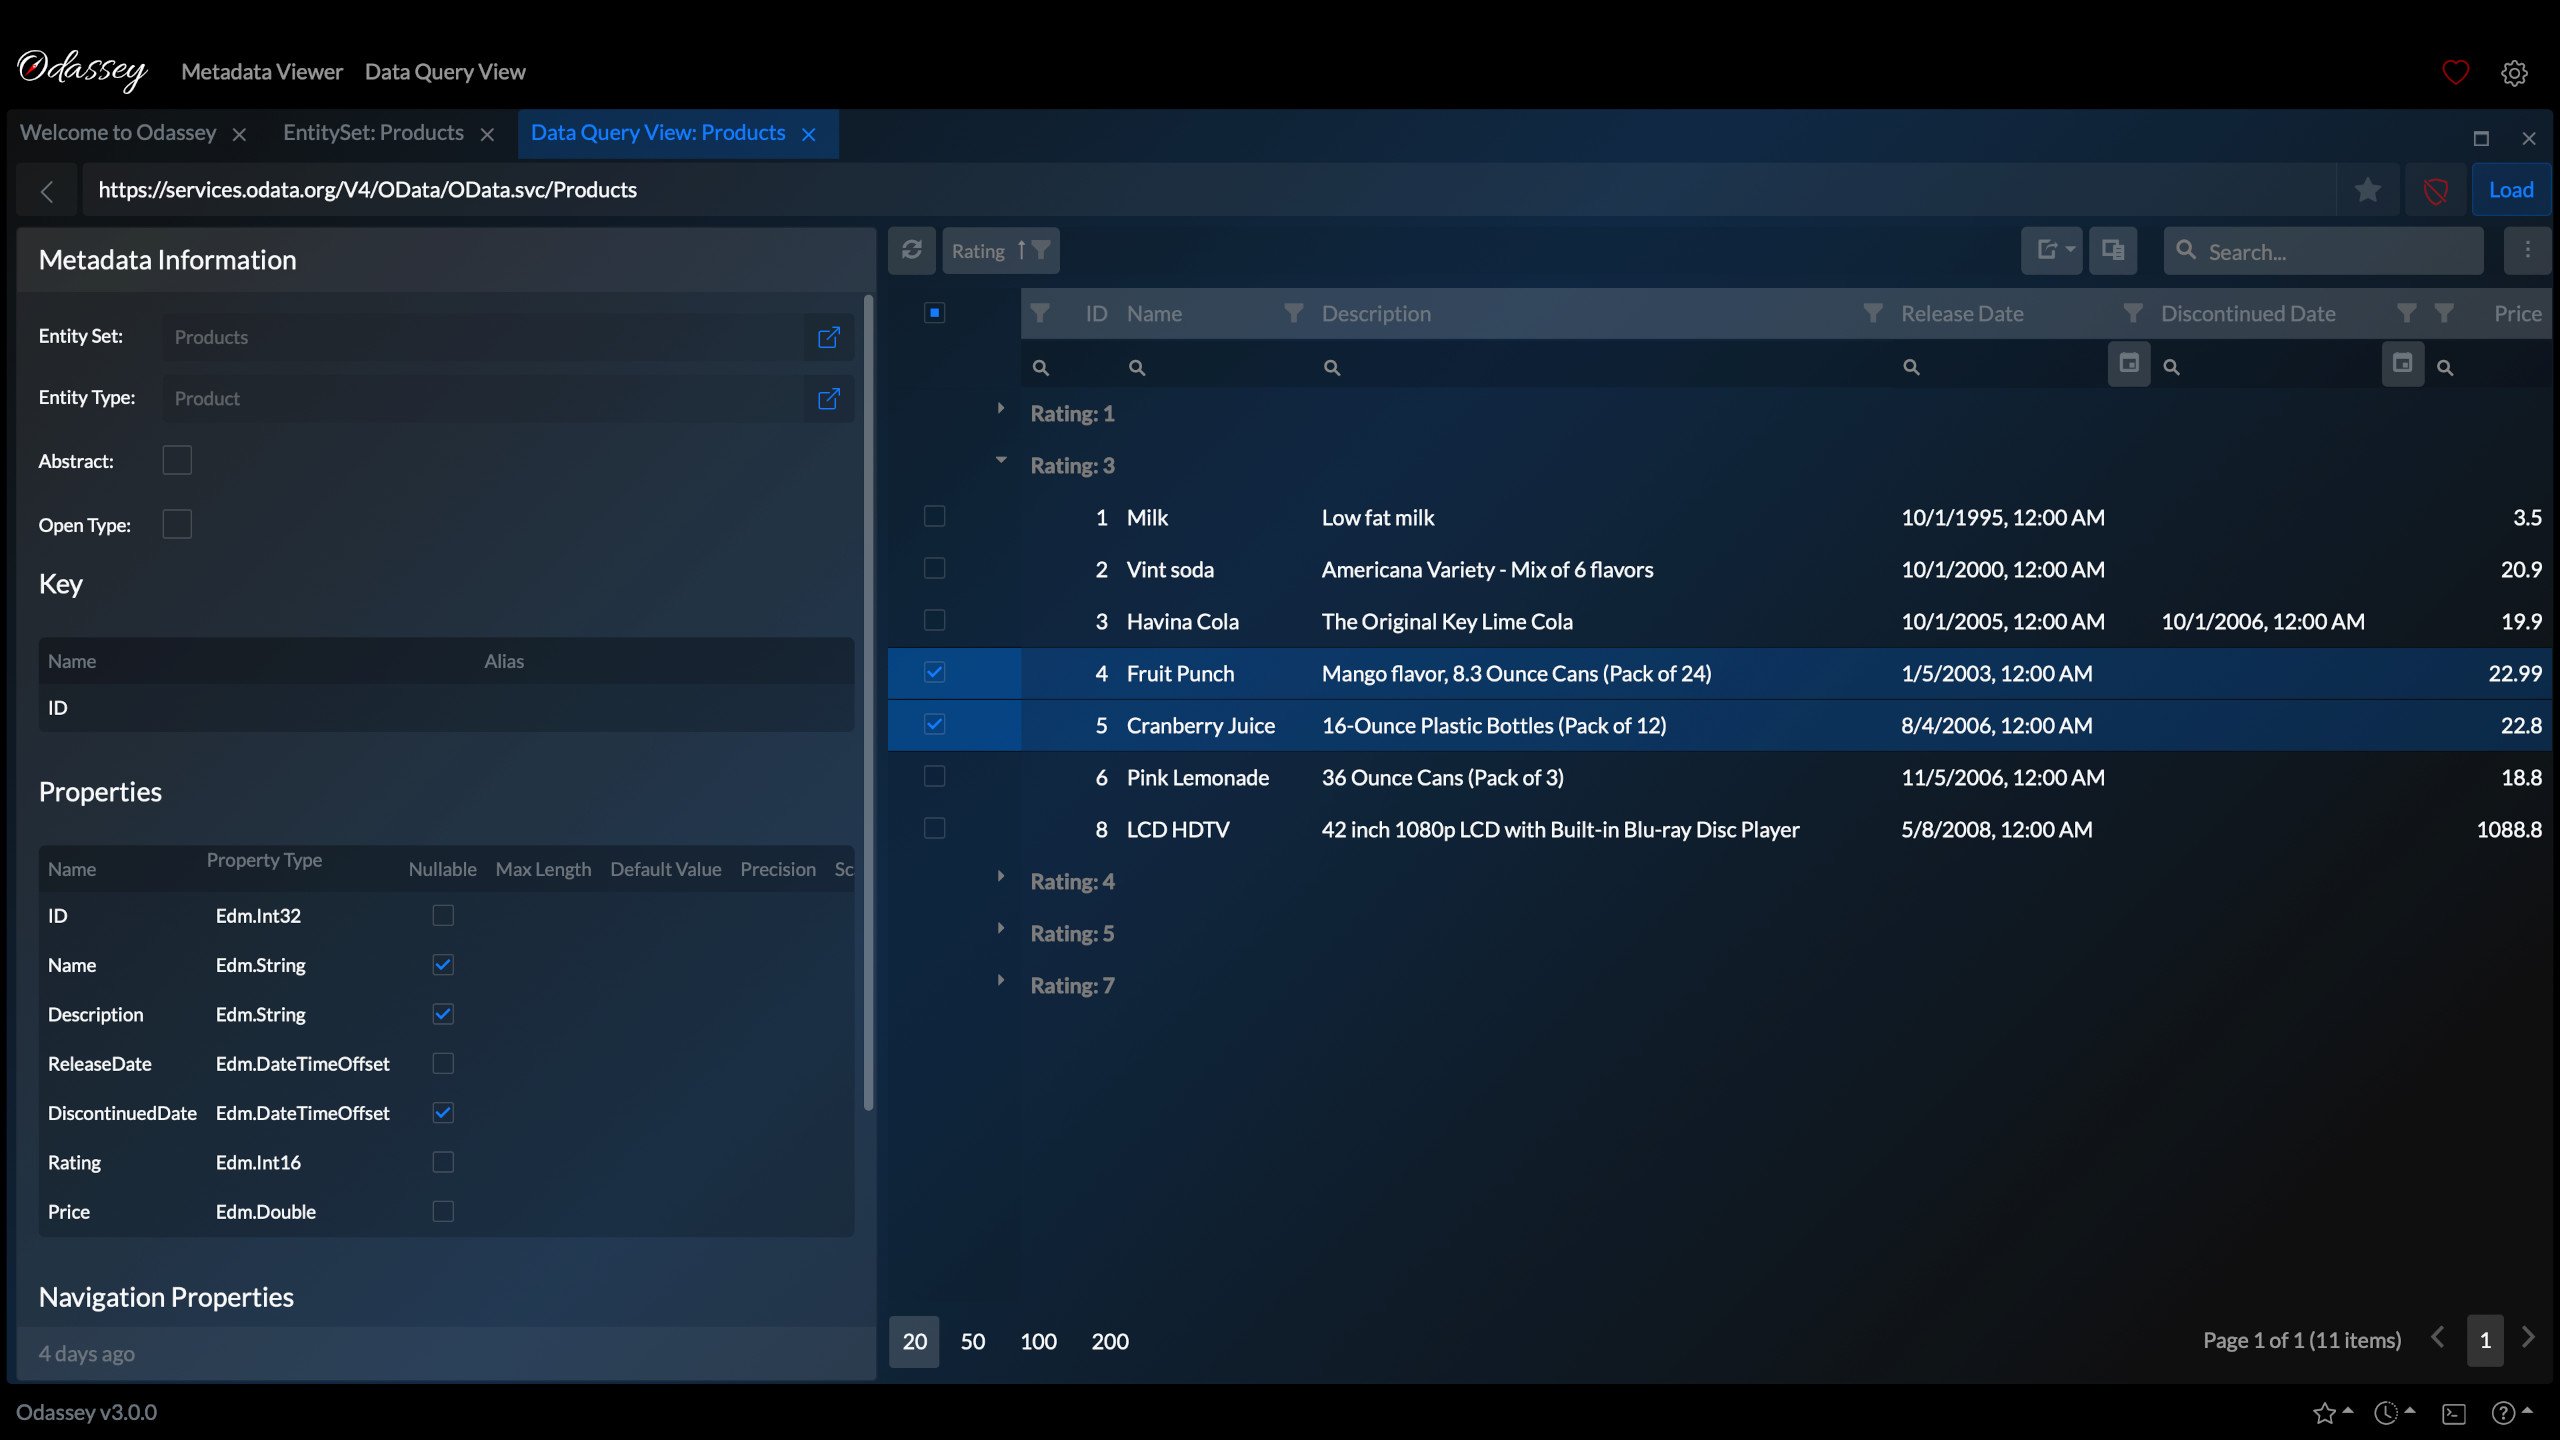 Odassey Metadata Viewer Data Query View
Welcome to Odassey EntitySet: Products Data Query View: Products
https://services.odata.org/V4/OData/OData.svc/Products Load
Metadata Information
Entity Set: Products
Entity Type: Product
Abstract:
Open Type:
Key
Name Alias
ID
Properties
Name Property Type Nullable Max Length Default Value Precision Sc
ID Edm.Int32
Name Edm.String
Description Edm.String
ReleaseDate Edm.DateTimeOffset
DiscontinuedDate Edm.DateTimeOffset
Rating Edm.Int16
Price Edm.Double
Navigation Properties
4 days ago
Rating Search...
ID Name Description Release Date Discontinued Date Price
Rating: 1
Rating: 3
1 Milk Low fat milk 10/1/1995, 12:00 AM 3.5
2 Vint soda Americana Variety - Mix of 6 flavors 10/1/2000, 12:00 AM 20.9
3 Havina Cola The Original Key Lime Cola 10/1/2005, 12:00 AM 10/1/2006, 12:00 AM 19.9
4 Fruit Punch Mango flavor, 8.3 Ounce Cans (Pack of 24) 1/5/2003, 12:00 AM 22.99
5 Cranberry Juice 16-Ounce Plastic Bottles (Pack of 12) 8/4/2006, 12:00 AM 22.8
6 Pink Lemonade 36 Ounce Cans (Pack of 3) 11/5/2006, 12:00 AM 18.8
8 LCD HDTV 42 inch 1080p LCD with Built-in Blu-ray Disc Player 5/8/2008, 12:00 AM 1088.8
Rating: 4
Rating: 5
Rating: 7
20 50 100 200 Page 1 of 1 (11 items) 1
Odassey v3.0.0